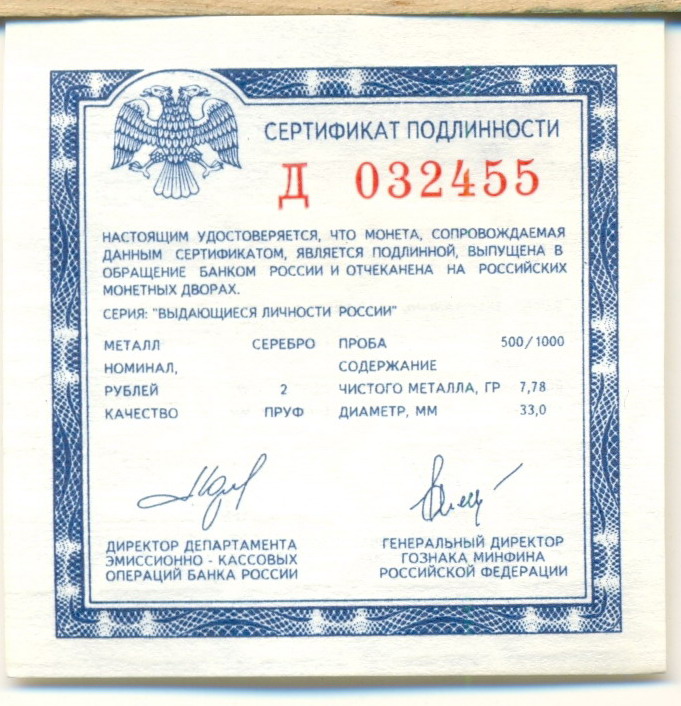 СЕРТИФИКАТ ПОДЛИННОСТИ
Д 032455
НАСТОЯЩИМ УДОСТОВЕРЯЕТСЯ, ЧТО МОНЕТА, СОПРОВОЖДАЕМАЯ
ДАННЫМ СЕРТИФИКАТОМ, ЯВЛЯЕТСЯ ПОДЛИННОЙ, ВЫПУЩЕНА В
ОБРАЩЕНИЕ БАНКОМ РОССИИ И ОТЧЕКАНЕНА НА РОССИЙСКИХ
МОНЕТНЫХ ДВОРАХ.
СЕРИЯ: "ВЫДАЮЩИЕСЯ ЛИЧНОСТИ РОССИИ"
МЕТАЛЛ СЕРЕБРО ПРОБА 500/1000
НОМИНАЛ, СОДЕРЖАНИЕ
РУБЛЕЙ 2 ЧИСТОГО МЕТАЛЛА, ГР 7,78
КАЧЕСТВО ПРУФ ДИАМЕТР, ММ 33,0
ДИРЕКТОР ДЕПАРТАМЕНТА
ЭМИССИОННО - КАССОВЫХ
ОПЕРАЦИЙ БАНКА РОССИИ
ГЕНЕРАЛЬНЫЙ ДИРЕКТОР
ГОЗНАКА МИНФИНА
РОССИЙСКОЙ ФЕДЕРАЦИИ